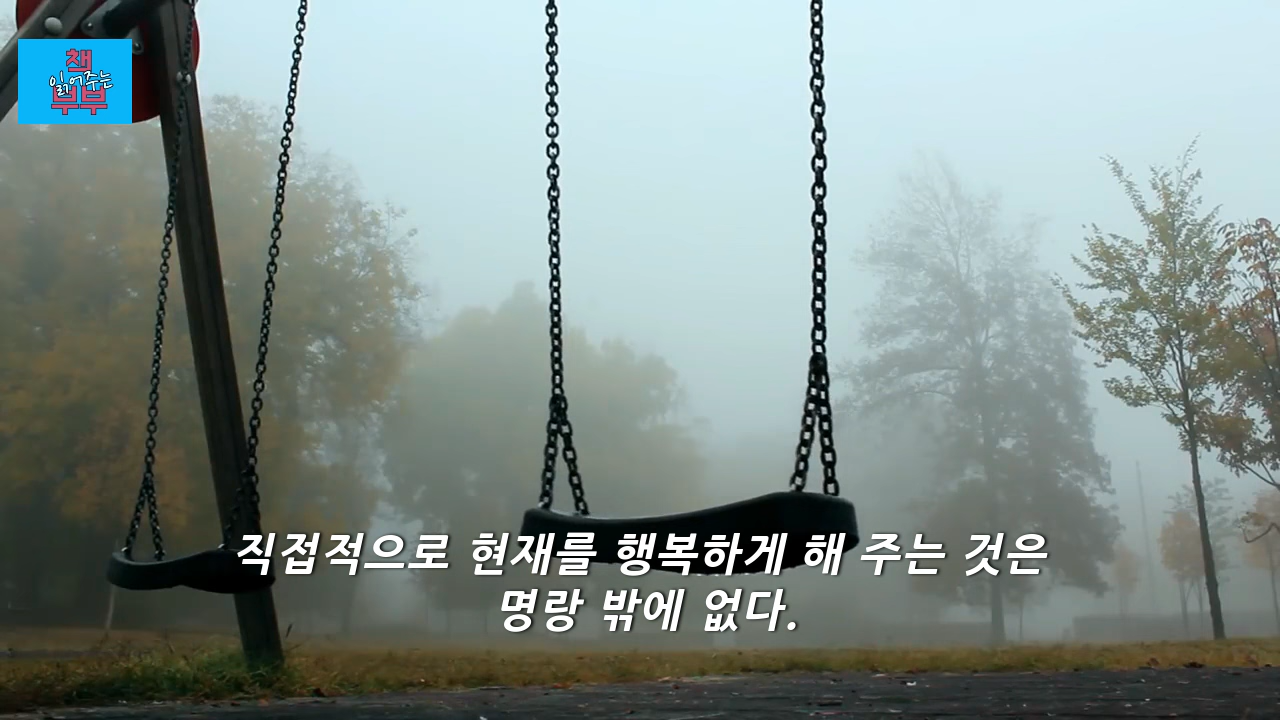 책
읽어주는
부부
직접적으로 현재를 행복하게 해 주는 것은
명랑 밖에 없다.